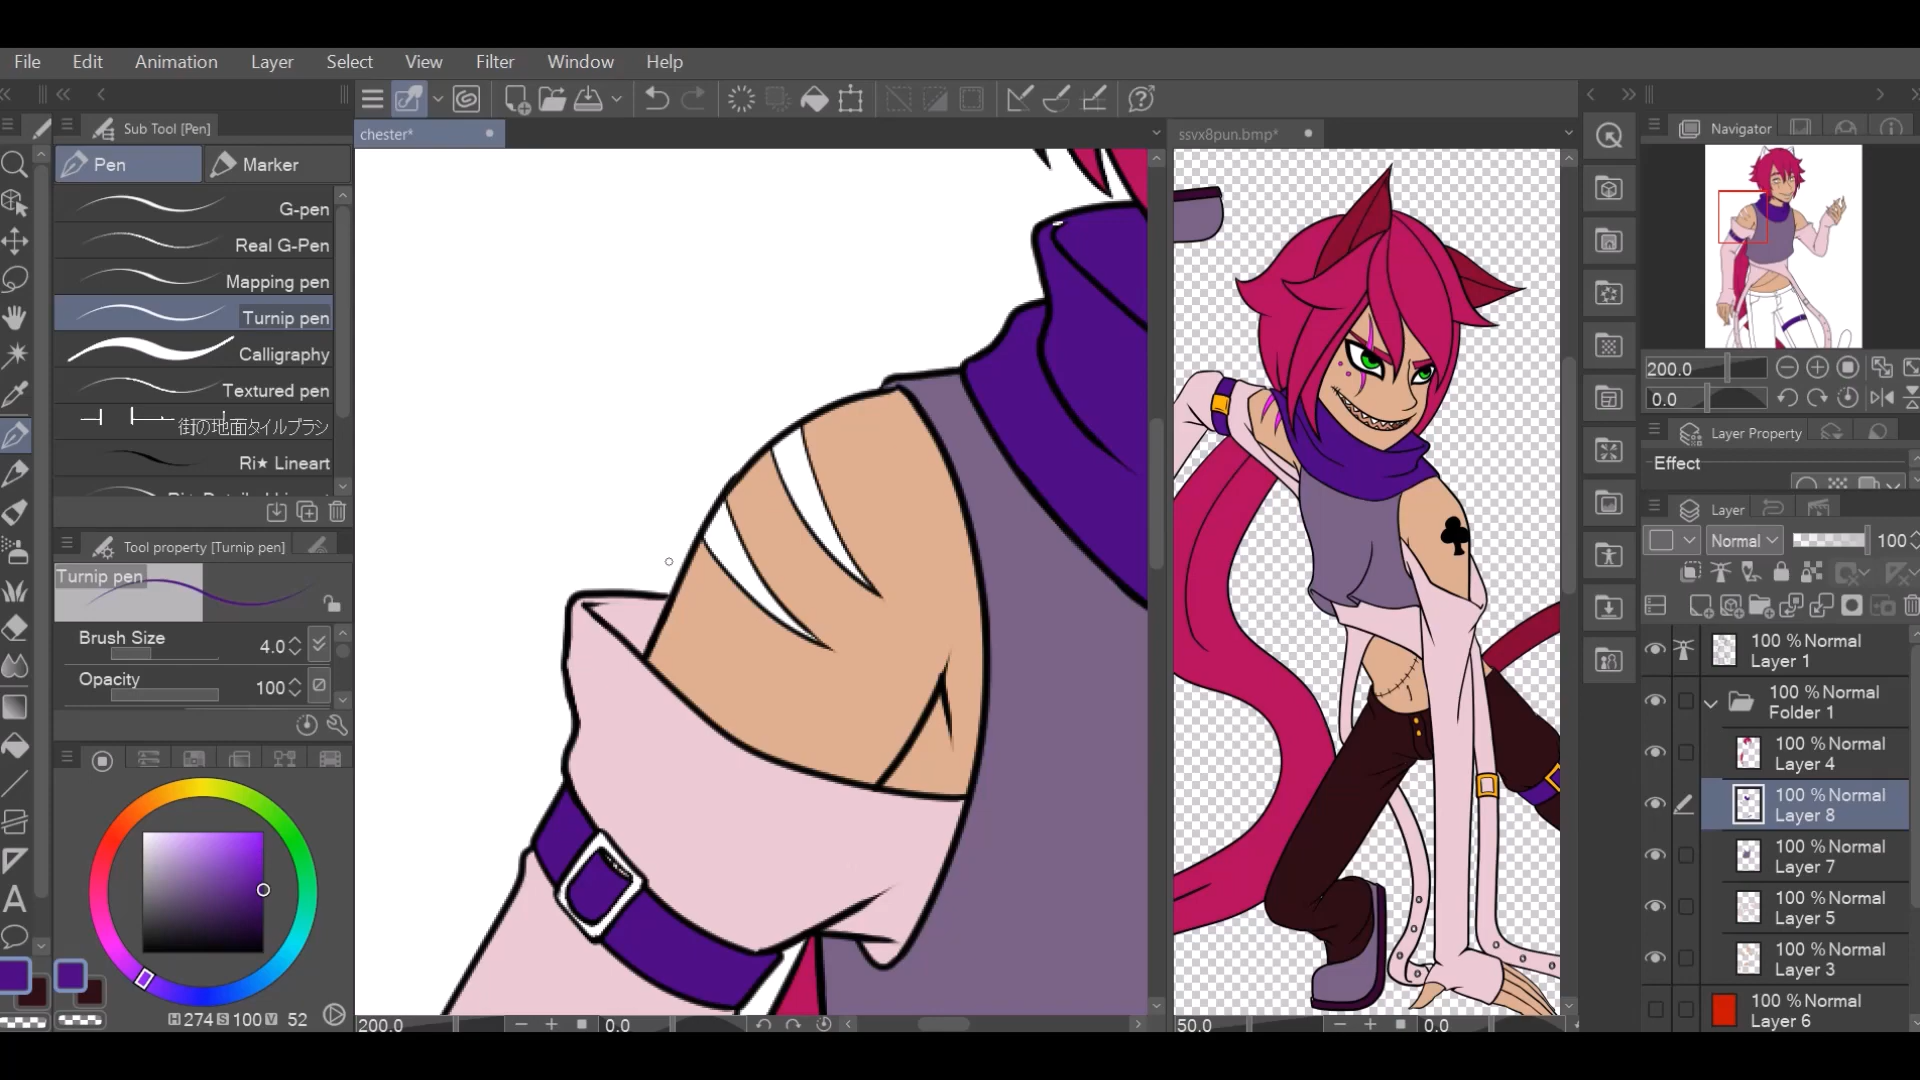 File Edit Animation Layer Select View Filter Window Help
Sub Tool [Pen]
Pen
Marker
G-pen
Real G-Pen
Mapping pen
Turnip pen
Calligraphy
Textured pen
街の地面タイルブラシ
Ri★ Lineart
Tool property [Turnip pen]
Turnip pen
Brush Size 4.0
Opacity 100
H 274 S 100 V 52
chester*
200.0 0.0
ssvx8pun.bmp*
50.0 0.0
Navigator
200.0
0.0
Layer Property
Effect
Layer
Normal 100
100 % Normal
Layer 1
100 % Normal
Folder 1
100 % Normal
Layer 4
100 % Normal
Layer 8
100 % Normal
Layer 7
100 % Normal
Layer 5
100 % Normal
Layer 3
100 % Normal
Layer 6